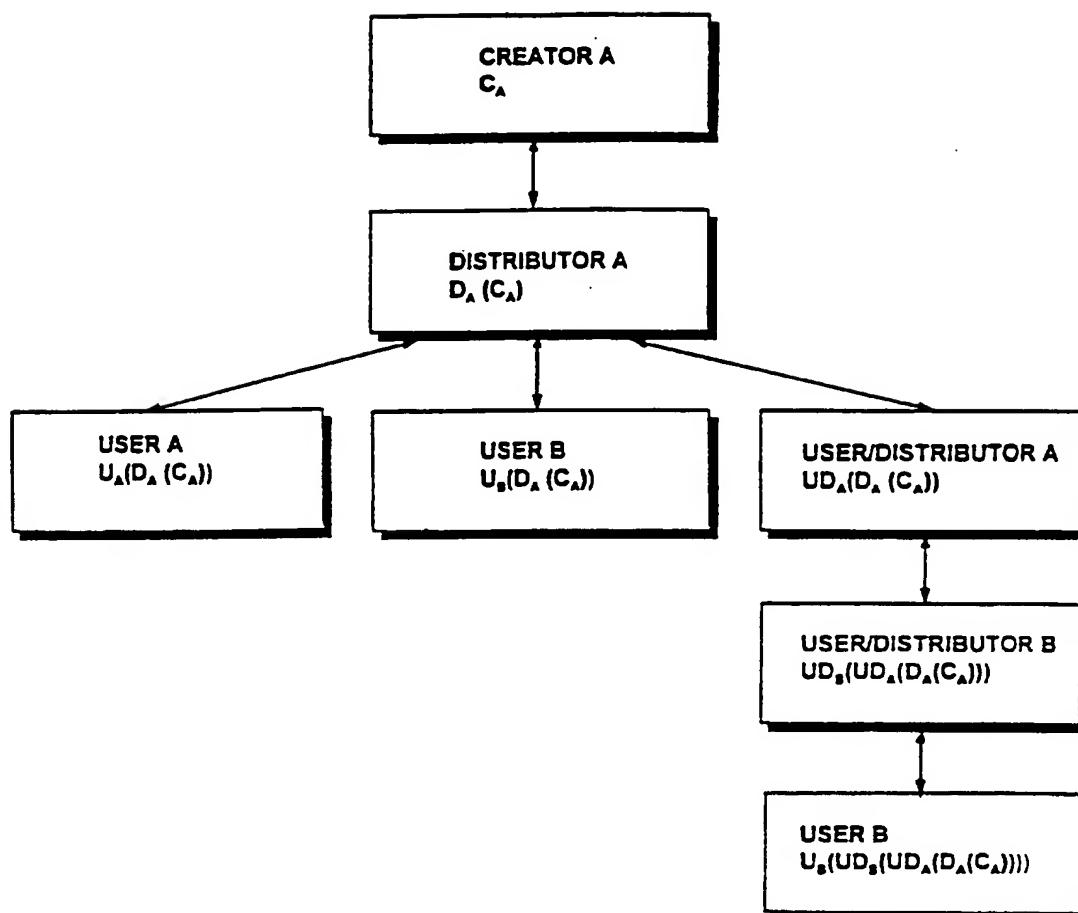 CREATOR A
C_A
DISTRIBUTOR A
D_A (C_A)
USER A
U_A(D_A (C_A))
USER B
U_B(D_A (C_A))
USER/DISTRIBUTOR A
UD_A(D_A (C_A))
USER/DISTRIBUTOR B
UD_B(UD_A(D_A(C_A)))
USER B
U_B(UD_B(UD_A(D_A(C_A))))